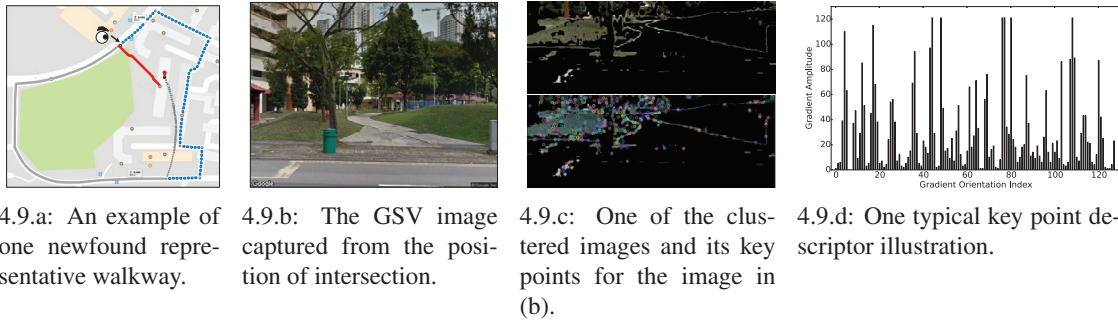 Google
130
120
100
80
60
40
20
0
Gradient Amplitude
0 20 40 60 80 100 120
Gradient Orientation Index
4.9.a: An example of
one newfound repre-
sentative walkway.
4.9.b: The GSV image
captured from the posi-
tion of intersection.
4.9.c: One of the clus-
tered images and its key
points for the image in
(b).
4.9.d: One typical key point de-
scriptor illustration.